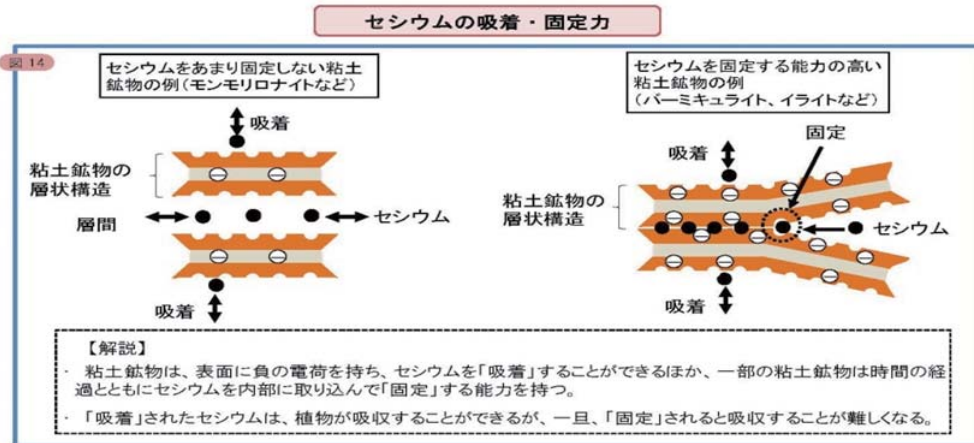 セシウムの吸着・固定力
図 14
セシウムをあまり固定しない粘土
鉱物の例(モンモリロナイトなど)
吸着
粘土鉱物の
層状構造
層間
セシウム
吸着
セシウムを固定する能力の高い
粘土鉱物の例
(バーミキュライト、イライトなど)
固定
吸着
粘土鉱物の
層状構造
セシウム
吸着
【解説】
・ 粘土鉱物は、表面に負の電荷を持ち、セシウムを「吸着」することができるほか、一部の粘土鉱物は時間の経
過とともにセシウムを内部に取り込んで「固定」する能力を持つ。
・ 「吸着」されたセシウムは、植物が吸収することができるが、一旦、「固定」されると吸収することが難しくなる。